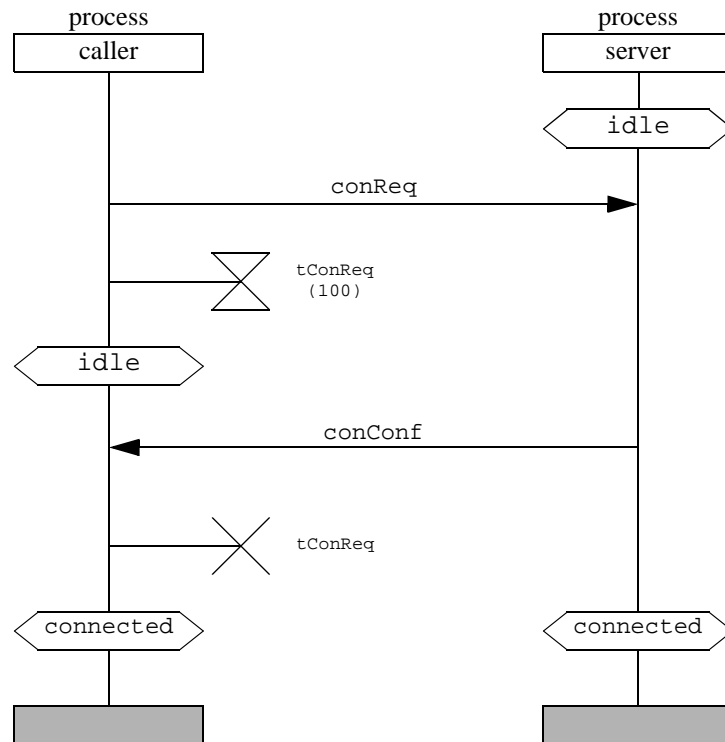 process
process
caller
server
idle
conReq
tConReq
(100)
idle
conConf
tConReq
connected
connected